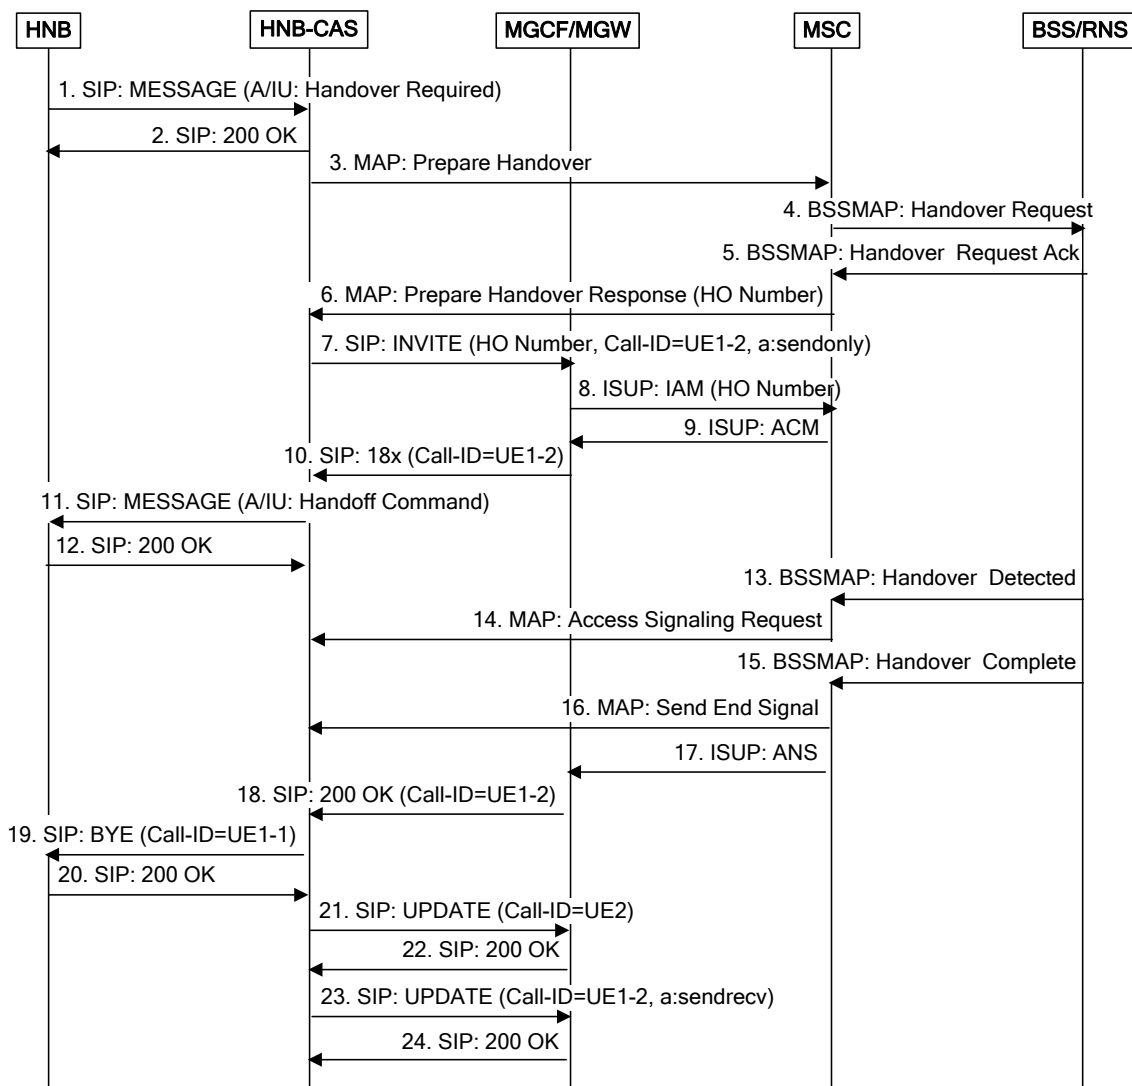 HNB
HNB-CAS
MGCF/MGW
MSC
BSS/RNS
1. SIP: MESSAGE (A/IU: Handover Required)
2. SIP: 200 OK
3. MAP: Prepare Handover
4. BSSMAP: Handover Request
5. BSSMAP: Handover Request Ack
6. MAP: Prepare Handover Response (HO Number)
7. SIP: INVITE (HO Number, Call-ID=UE1-2, a:sendonly)
8. ISUP: IAM (HO Number)
9. ISUP: ACM
10. SIP: 18x (Call-ID=UE1-2)
11. SIP: MESSAGE (A/IU: Handoff Command)
12. SIP: 200 OK
13. BSSMAP: Handover Detected
14. MAP: Access Signaling Request
15. BSSMAP: Handover Complete
16. MAP: Send End Signal
17. ISUP: ANS
18. SIP: 200 OK (Call-ID=UE1-2)
19. SIP: BYE (Call-ID=UE1-1)
20. SIP: 200 OK
21. SIP: UPDATE (Call-ID=UE2)
22. SIP: 200 OK
23. SIP: UPDATE (Call-ID=UE1-2, a:sendrecv)
24. SIP: 200 OK